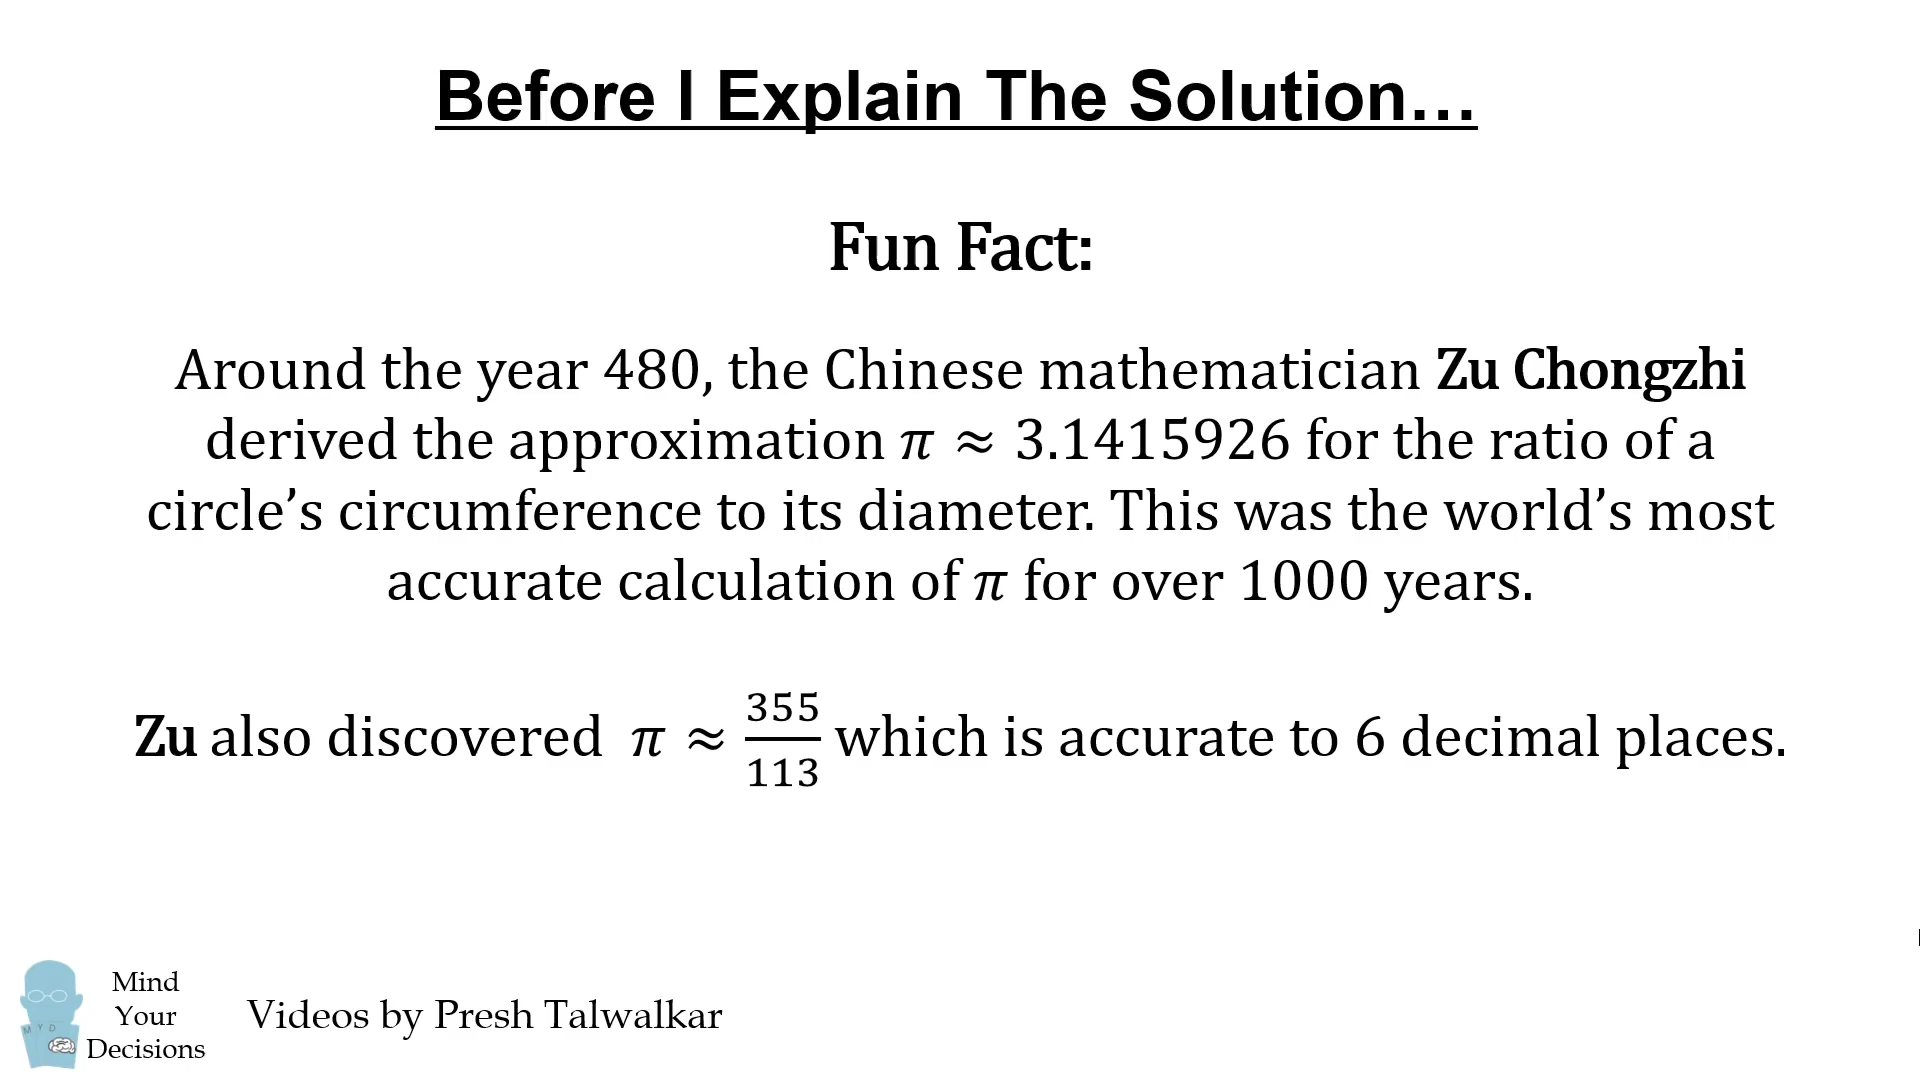 Before I Explain The Solution…
Fun Fact:
Around the year 480, the Chinese mathematician Zu Chongzhi
derived the approximation π ≈ 3.1415926 for the ratio of a
circle’s circumference to its diameter. This was the world’s most
accurate calculation of π for over 1000 years.
Zu also discovered π ≈ 355/113 which is accurate to 6 decimal places.
M Y D
Mind
Your
Decisions
Videos by Presh Talwalkar